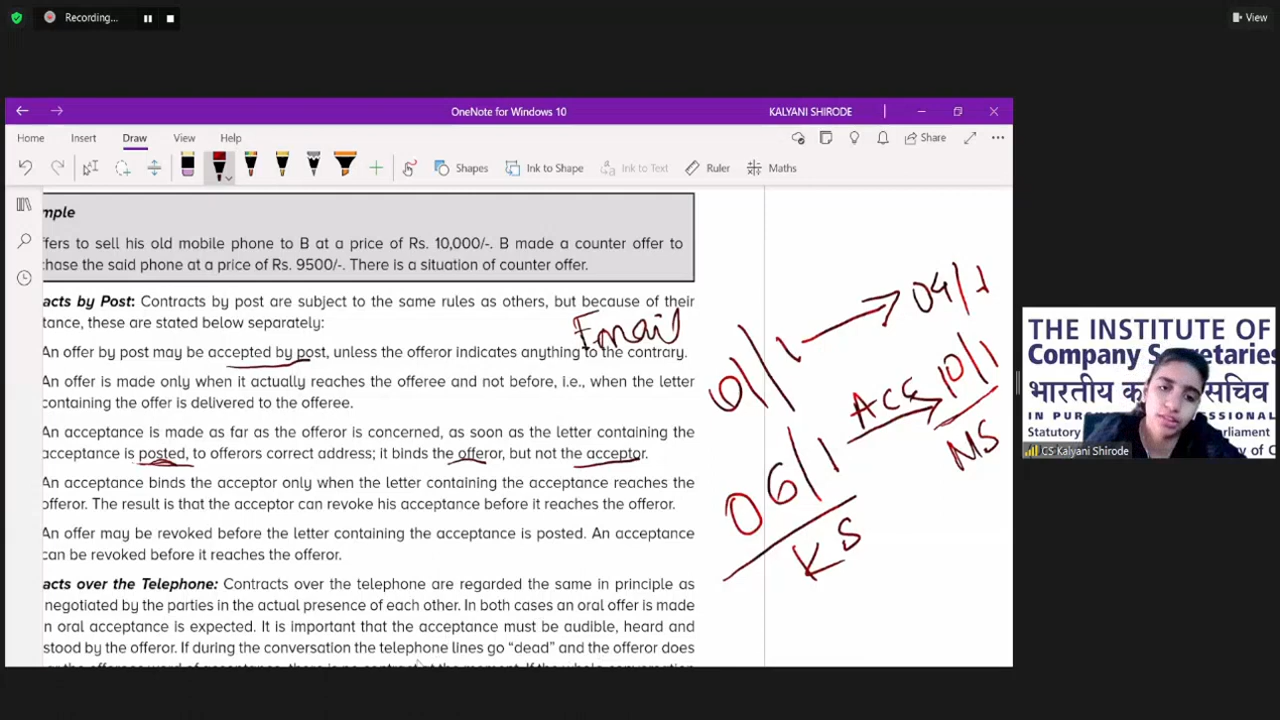 Recording...
View
OneNote for Windows 10
KALYANI SHIRODE
Home Insert Draw View Help
Share
Shapes Ink to Shape Ink to Text Ruler Maths
mple
ffers to sell his old mobile phone to B at a price of Rs. 10,000/-. B made a counter offer to
chase the said phone at a price of Rs. 9500/-. There is a situation of counter offer.
acts by Post: Contracts by post are subject to the same rules as others, but because of their
tance, these are stated below separately:
Email
An offer by post may be accepted by post, unless the offeror indicates anything to the contrary.
An offer is made only when it actually reaches the offeree and not before, i.e., when the letter
containing the offer is delivered to the offeree.
An acceptance is made as far as the offeror is concerned, as soon as the letter containing the
acceptance is posted, to offerors correct address; it binds the offeror, but not the acceptor.
An acceptance binds the acceptor only when the letter containing the acceptance reaches the
offeror. The result is that the acceptor can revoke his acceptance before it reaches the offeror.
An offer may be revoked before the letter containing the acceptance is posted. An acceptance
can be revoked before it reaches the offeror.
acts over the Telephone: Contracts over the telephone are regarded the same in principle as
negotiated by the parties in the actual presence of each other. In both cases an oral offer is made
n oral acceptance is expected. It is important that the acceptance must be audible, heard and
stood by the offeror. If during the conversation the telephone lines go “dead” and the offeror does
01/1 04/1
06/1 ACC 10/1
KS MS
THE INSTITUTE OF
Company Secretaries
भारतीय सचिव
IN PUR PROFESSIONAL
Statutory rliament
CS Kalyani Shirode